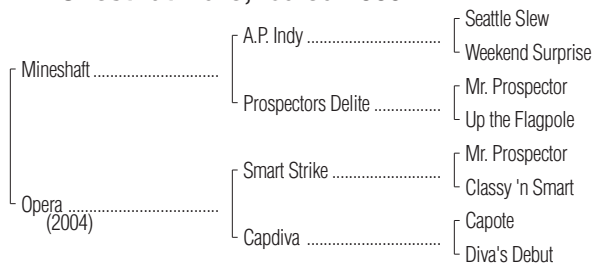 Seattle Slew
A.P. Indy
Weekend Surprise
Mineshaft
Mr. Prospector
Prospectors Delite
Up the Flagpole
Mr. Prospector
Smart Strike
Classy 'n Smart
Opera
(2004)
Capote
Capdiva
Diva's Debut